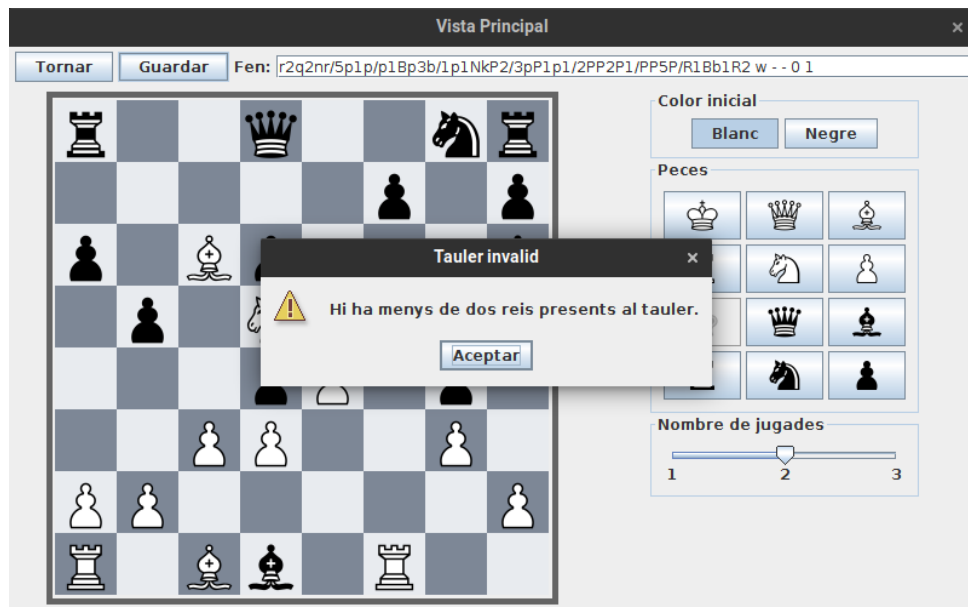 Vista Principal
Tornar Guardar Fen: r2q2nr/5p1p/p1Bp3b/1p1NkP2/3pP1p1/2PP2P1/PP5P/R1Bb1R2 w - - 0 1
Color inicial
Blanc Negre
Peces
Tauler invalid
Hi ha menys de dos reis presents al tauler.
Aceptar
Nombre de jugades
1 2 3